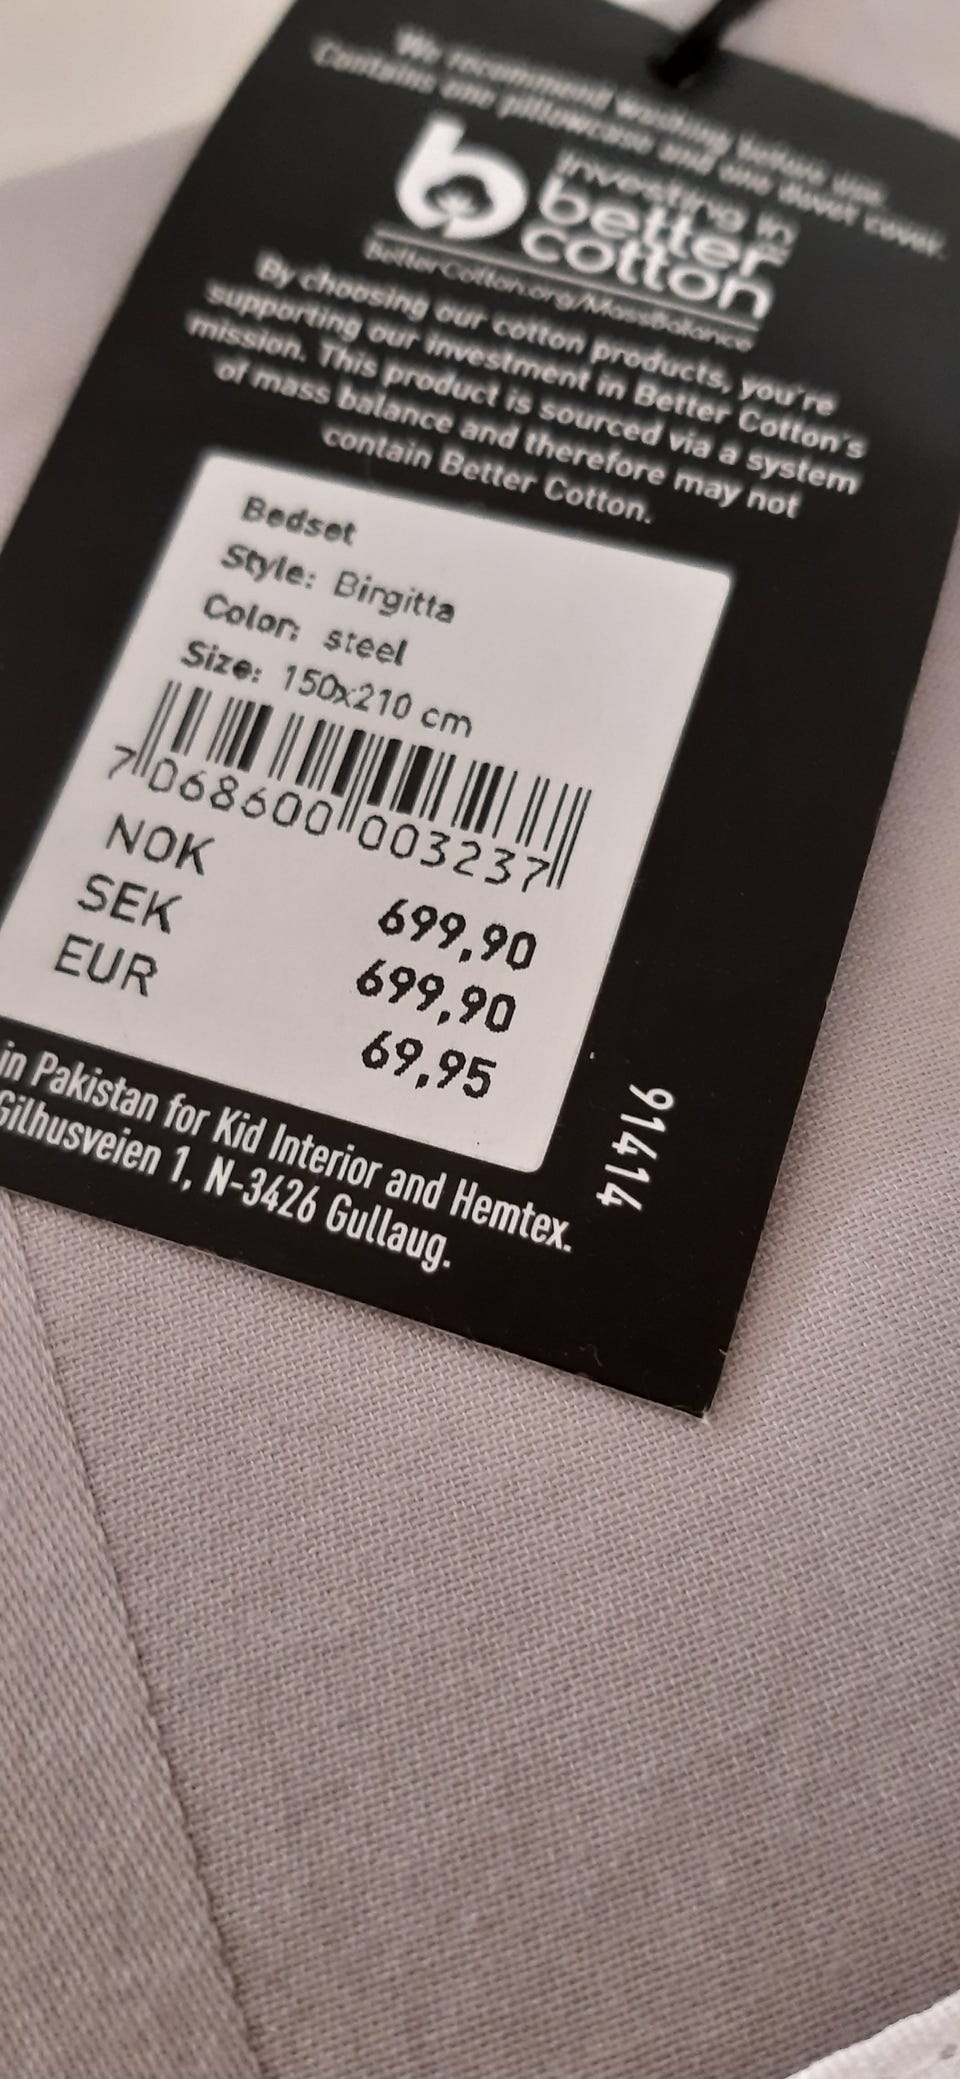 We recommend washing before use.
Contains one pillowcase and one duvet cover.
investing in
better
cotton
BetterCotton.org/MassBalance
By choosing our cotton products, you're
supporting our investment in Better Cotton's
mission. This product is sourced via a system
of mass balance and therefore may not
contain Better Cotton.
Bedset
Style: Birgitta
Color: steel
Size: 150x210 cm
7 068600 003237
NOK 699,90
SEK 699,90
EUR 69,95
in Pakistan for Kid Interior and Hemtex.
Gilhusveien 1, N-3426 Gullaug.
91414